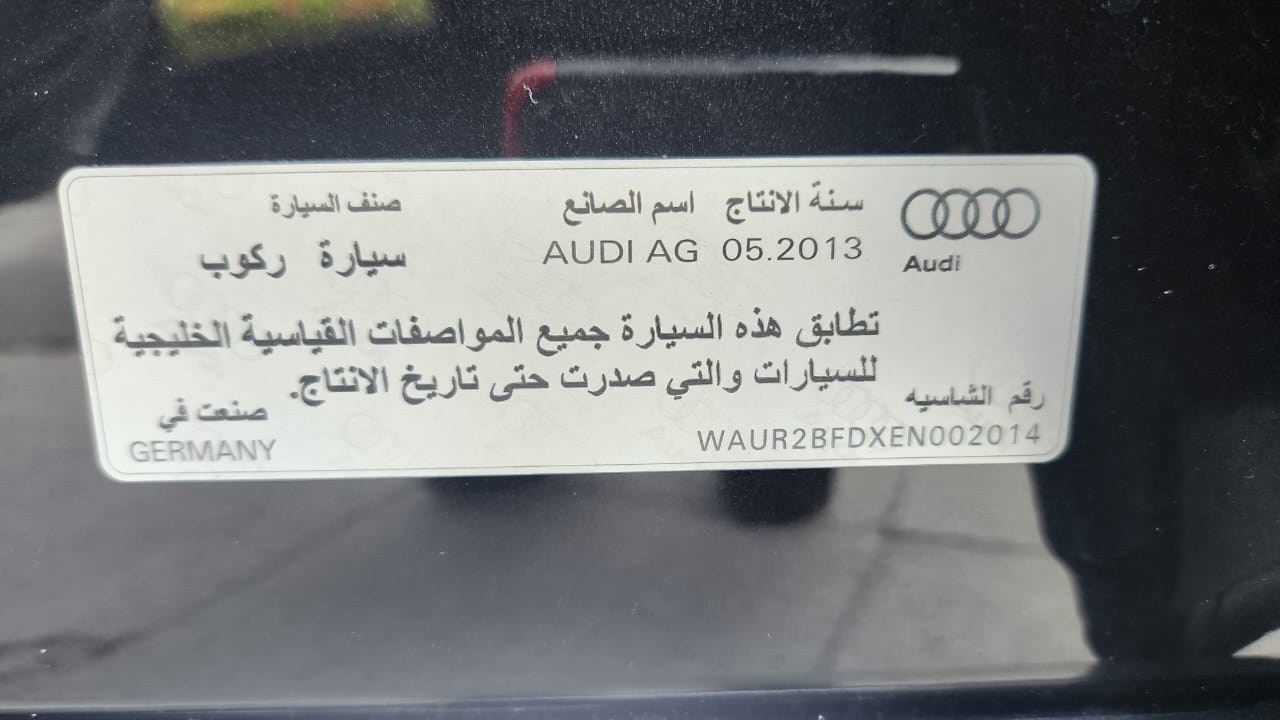 سنة الانتاج اسم الصانع صنف السيارة
AUDI AG 05.2013 سيارة ركوب
Audi
تطابق هذه السيارة جميع المواصفات القياسية الخليجية
للسيارات والتي صدرت حتى تاريخ الانتاج.
رقم الشاسيه صنعت في
WAUR2BFDXEN002014 GERMANY